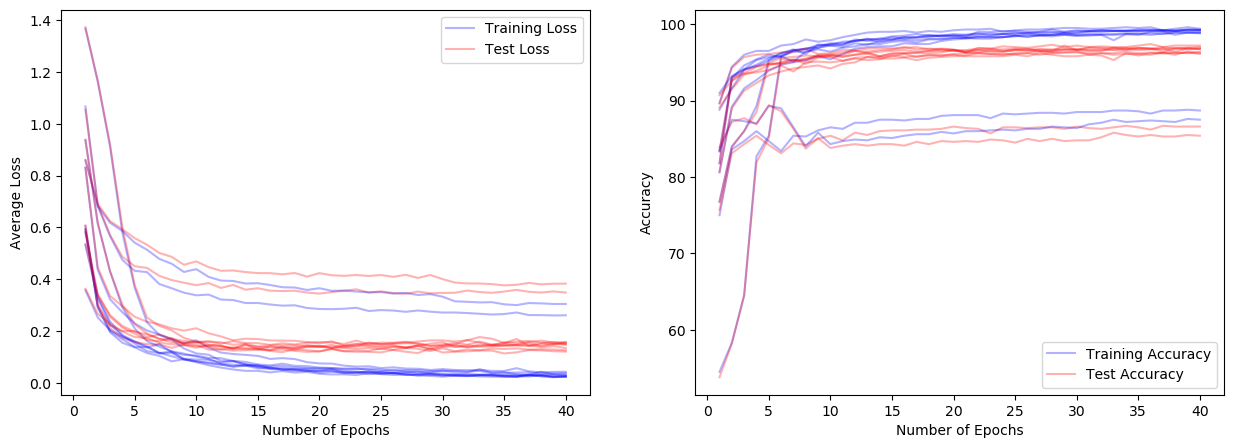 1.4
1.2
1.0
0.8
0.6
0.4
0.2
0.0
Average Loss
Training Loss
Test Loss
0 5 10 15 20 25 30 35 40
Number of Epochs
100
90
80
70
60
Accuracy
Training Accuracy
Test Accuracy
0 5 10 15 20 25 30 35 40
Number of Epochs